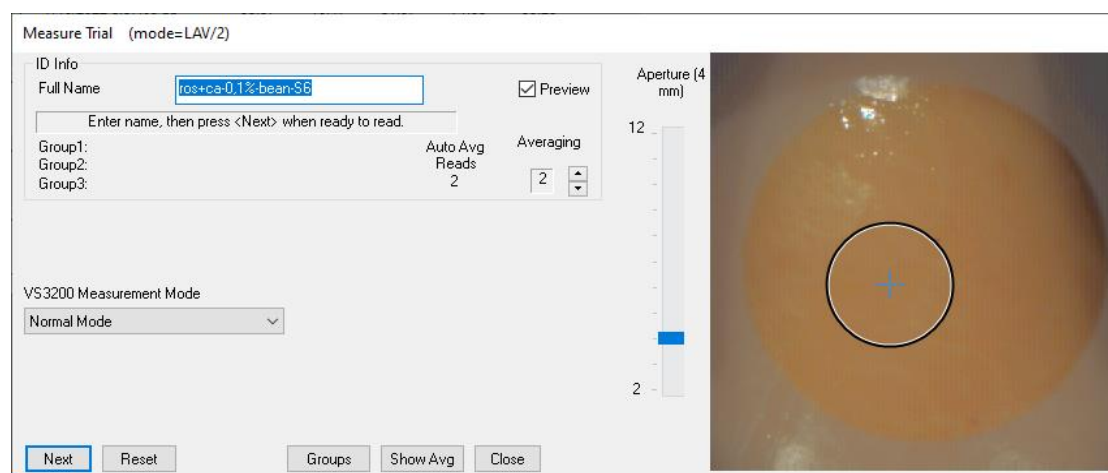 Measure Trial (mode=LAV/2)
ID Info
Full Name
ros+ca-0,1%-bean-S6
Preview
Enter name, then press <Next> when ready to read.
Group1:
Group2:
Group3:
Auto Avg
Reads
2
Averaging
2
VS3200 Measurement Mode
Normal Mode
Aperture (4
mm)
12
2
Next
Reset
Groups
Show Avg
Close